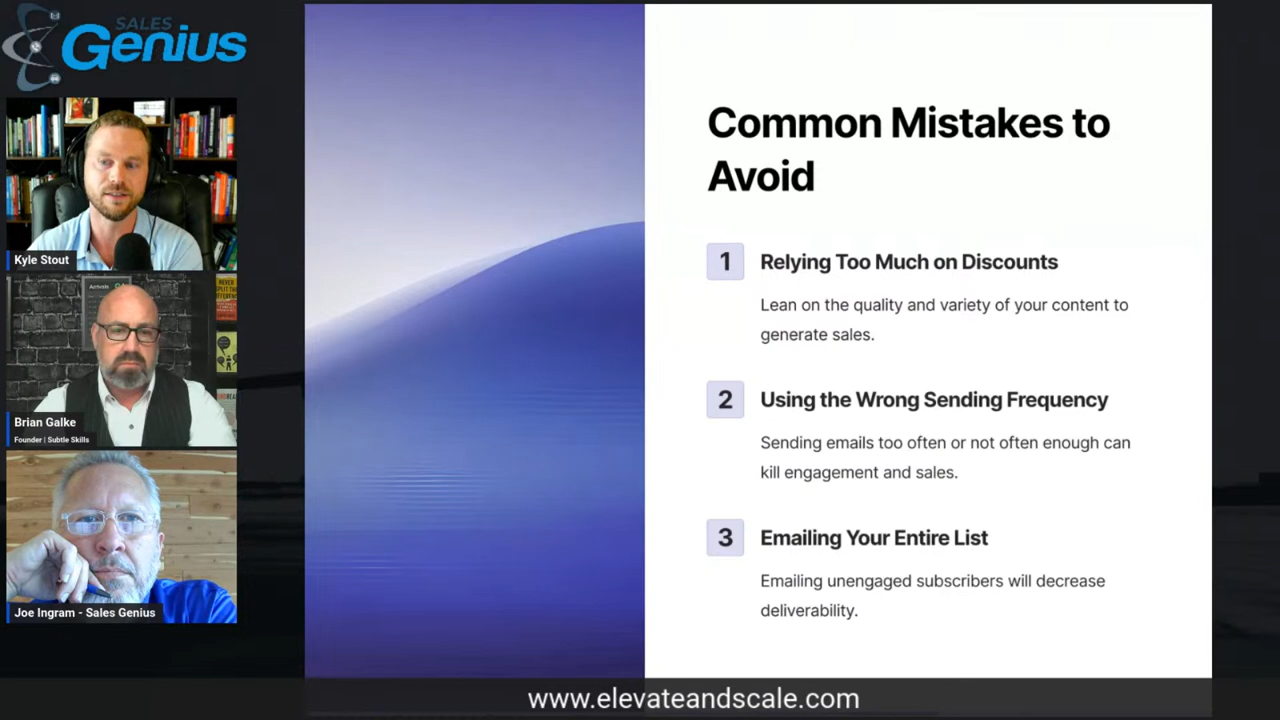 SALES
Genius
Kyle Stout
Brian Galke
Founder | Subtle Skills
Joe Ingram - Sales Genius
Common Mistakes to
Avoid
1
Relying Too Much on Discounts
Lean on the quality and variety of your content to
generate sales.
2
Using the Wrong Sending Frequency
Sending emails too often or not often enough can
kill engagement and sales.
3
Emailing Your Entire List
Emailing unengaged subscribers will decrease
deliverability.
www.elevateandscale.com